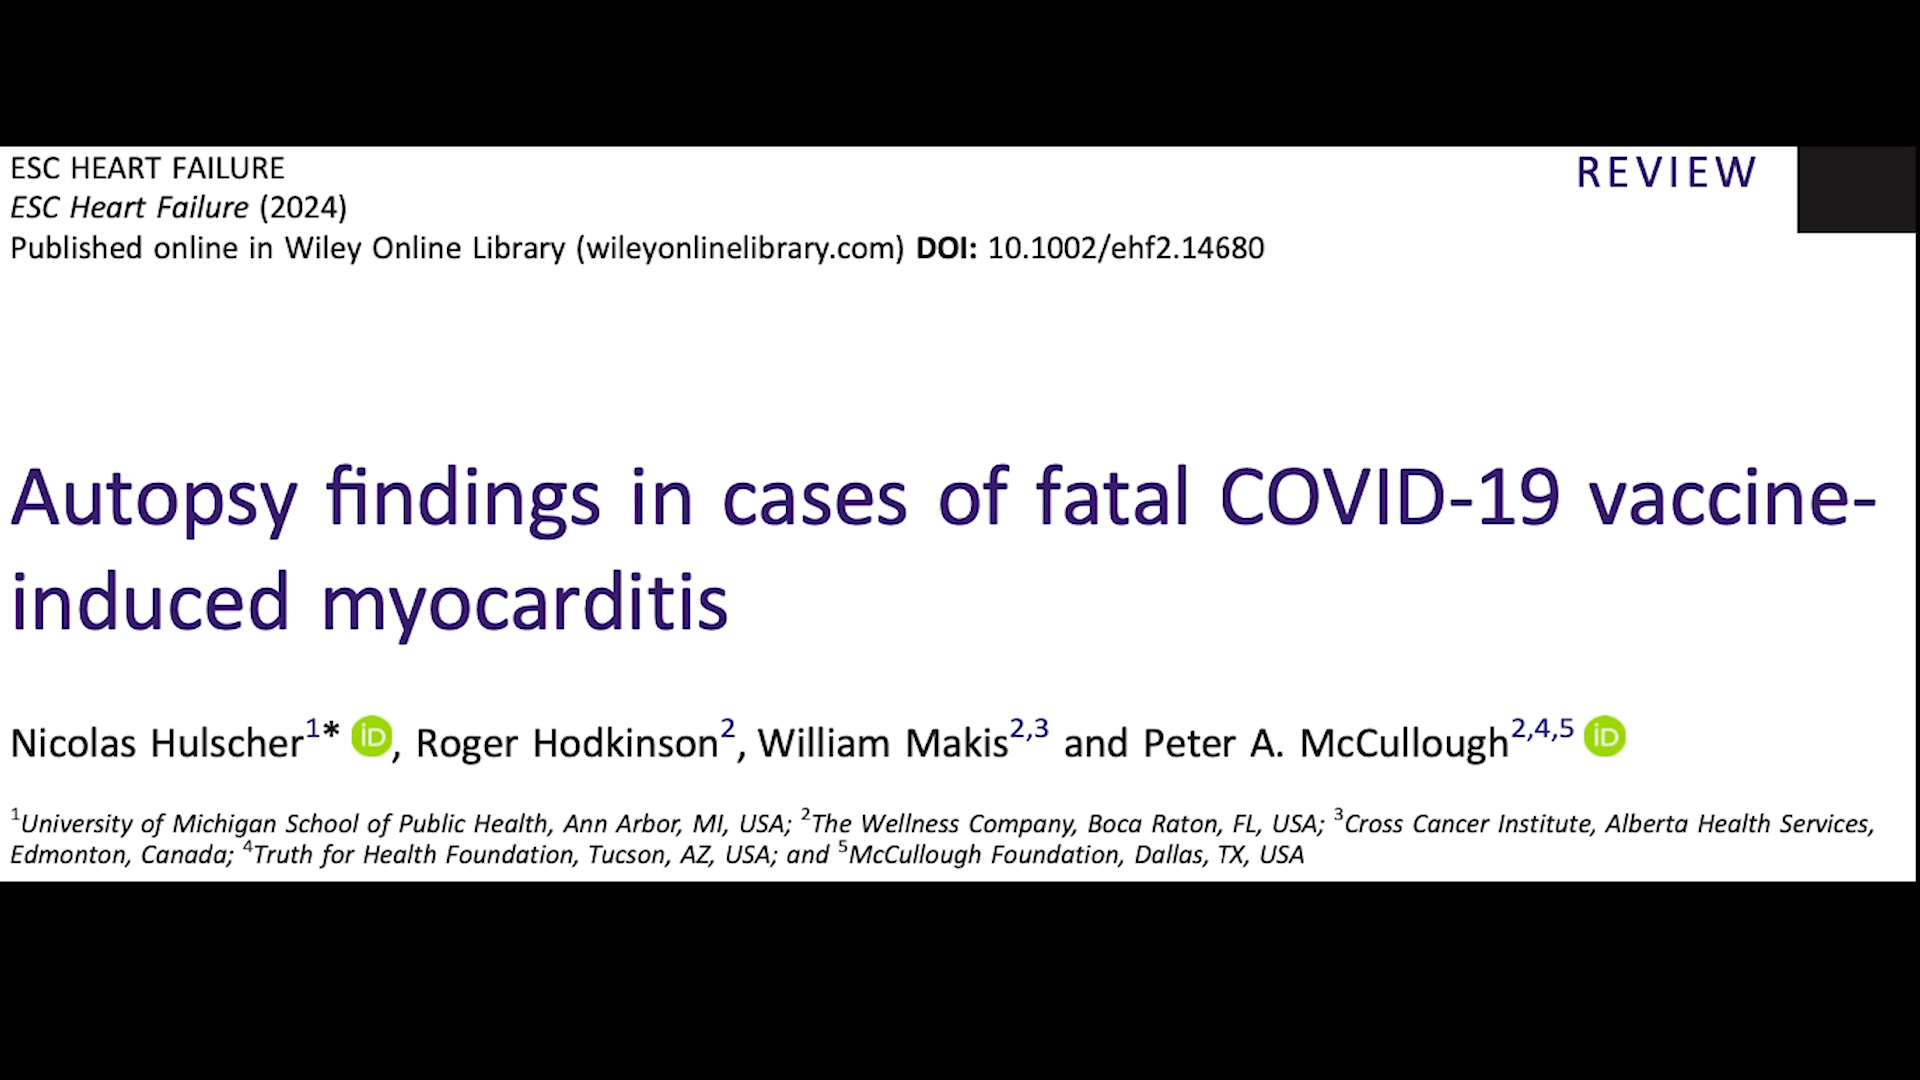 ESC HEART FAILURE
REVIEW
ESC Heart Failure (2024)
Published online in Wiley Online Library (wileyonlinelibrary.com) DOI: 10.1002/ehf2.14680
Autopsy findings in cases of fatal COVID-19 vaccine-
induced myocarditis
Nicolas Hulscher1* iD, Roger Hodkinson2, William Makis2,3 and Peter A. McCullough2,4,5 iD
1University of Michigan School of Public Health, Ann Arbor, MI, USA; 2The Wellness Company, Boca Raton, FL, USA; 3Cross Cancer Institute, Alberta Health Services,
Edmonton, Canada; 4Truth for Health Foundation, Tucson, AZ, USA; and 5McCullough Foundation, Dallas, TX, USA